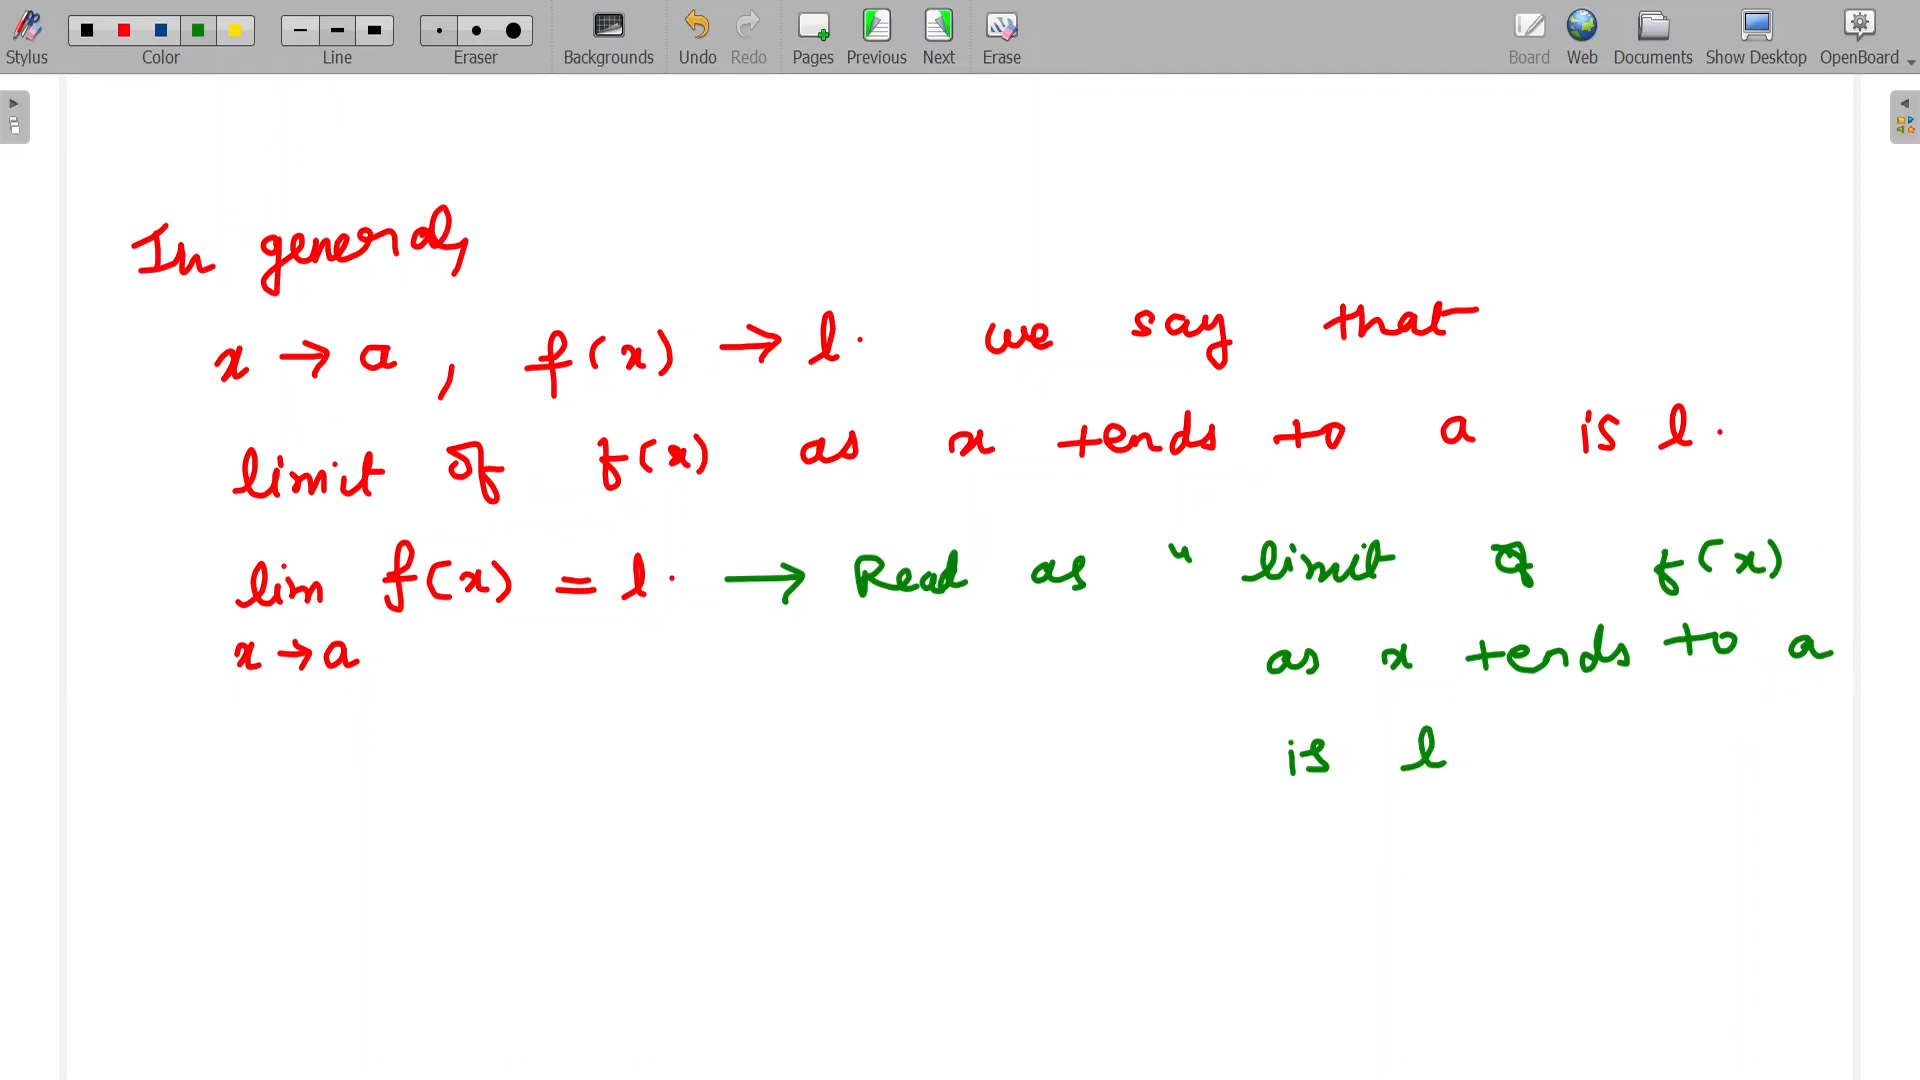 Stylus Color Line Eraser Backgrounds Undo Redo Pages Previous Next Erase Board Web Documents Show Desktop OpenBoard
In general,
x → a , f(x) → l. we say that
limit of f(x) as x tends to a is l.
lim f(x) = l. → Read as " limit of f(x)
x → a as x tends to a
is l